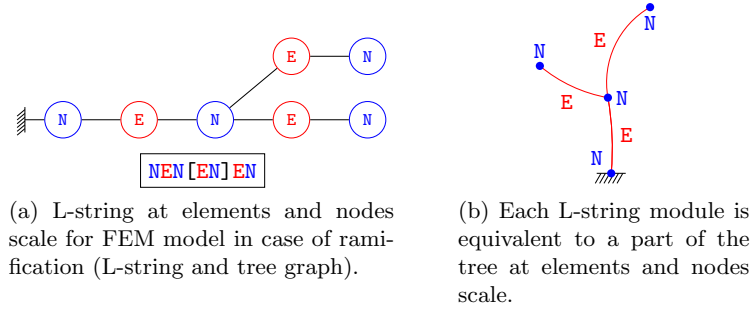 E N
N E N E N
NEN[EN]EN
(a) L-string at elements and nodes
scale for FEM model in case of rami-
fication (L-string and tree graph).
N
E
N
E
N
E
N
(b) Each L-string module is
equivalent to a part of the
tree at elements and nodes
scale.